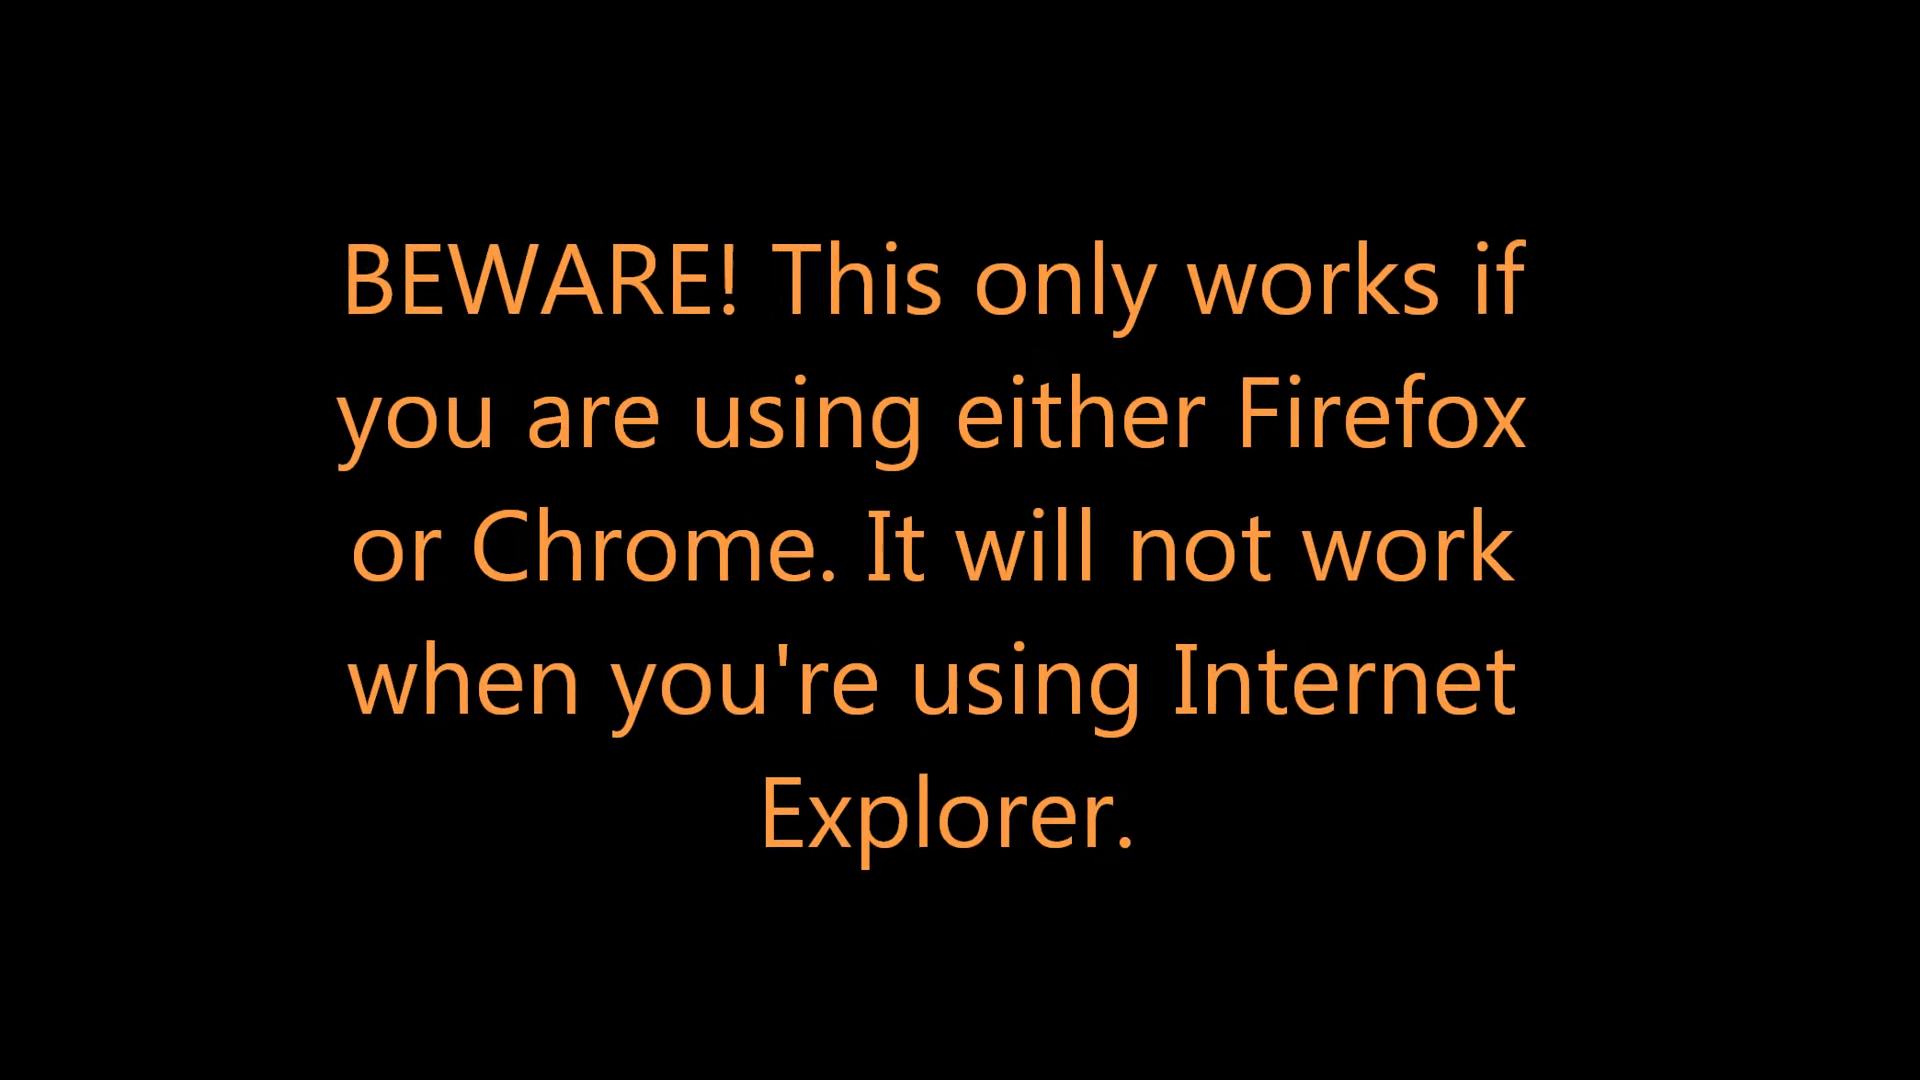 BEWARE! This only works if
you are using either Firefox
or Chrome. It will not work
when you're using Internet
Explorer.